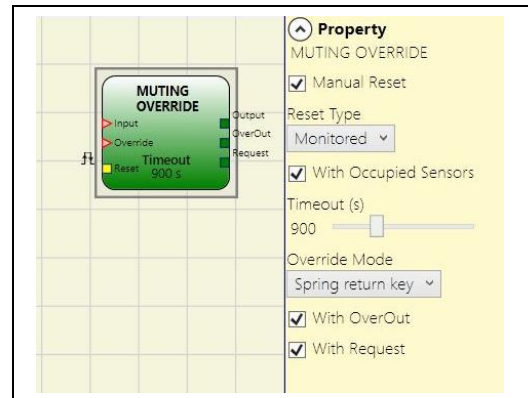 MUTING
OVERRIDE
Input
Override
Reset
Timeout
900 s
Output
OverOut
Request
Property
MUTING OVERRIDE
Manual Reset
Reset Type
Monitored
With Occupied Sensors
Timeout (s)
900
Override Mode
Spring return key
With OverOut
With Request